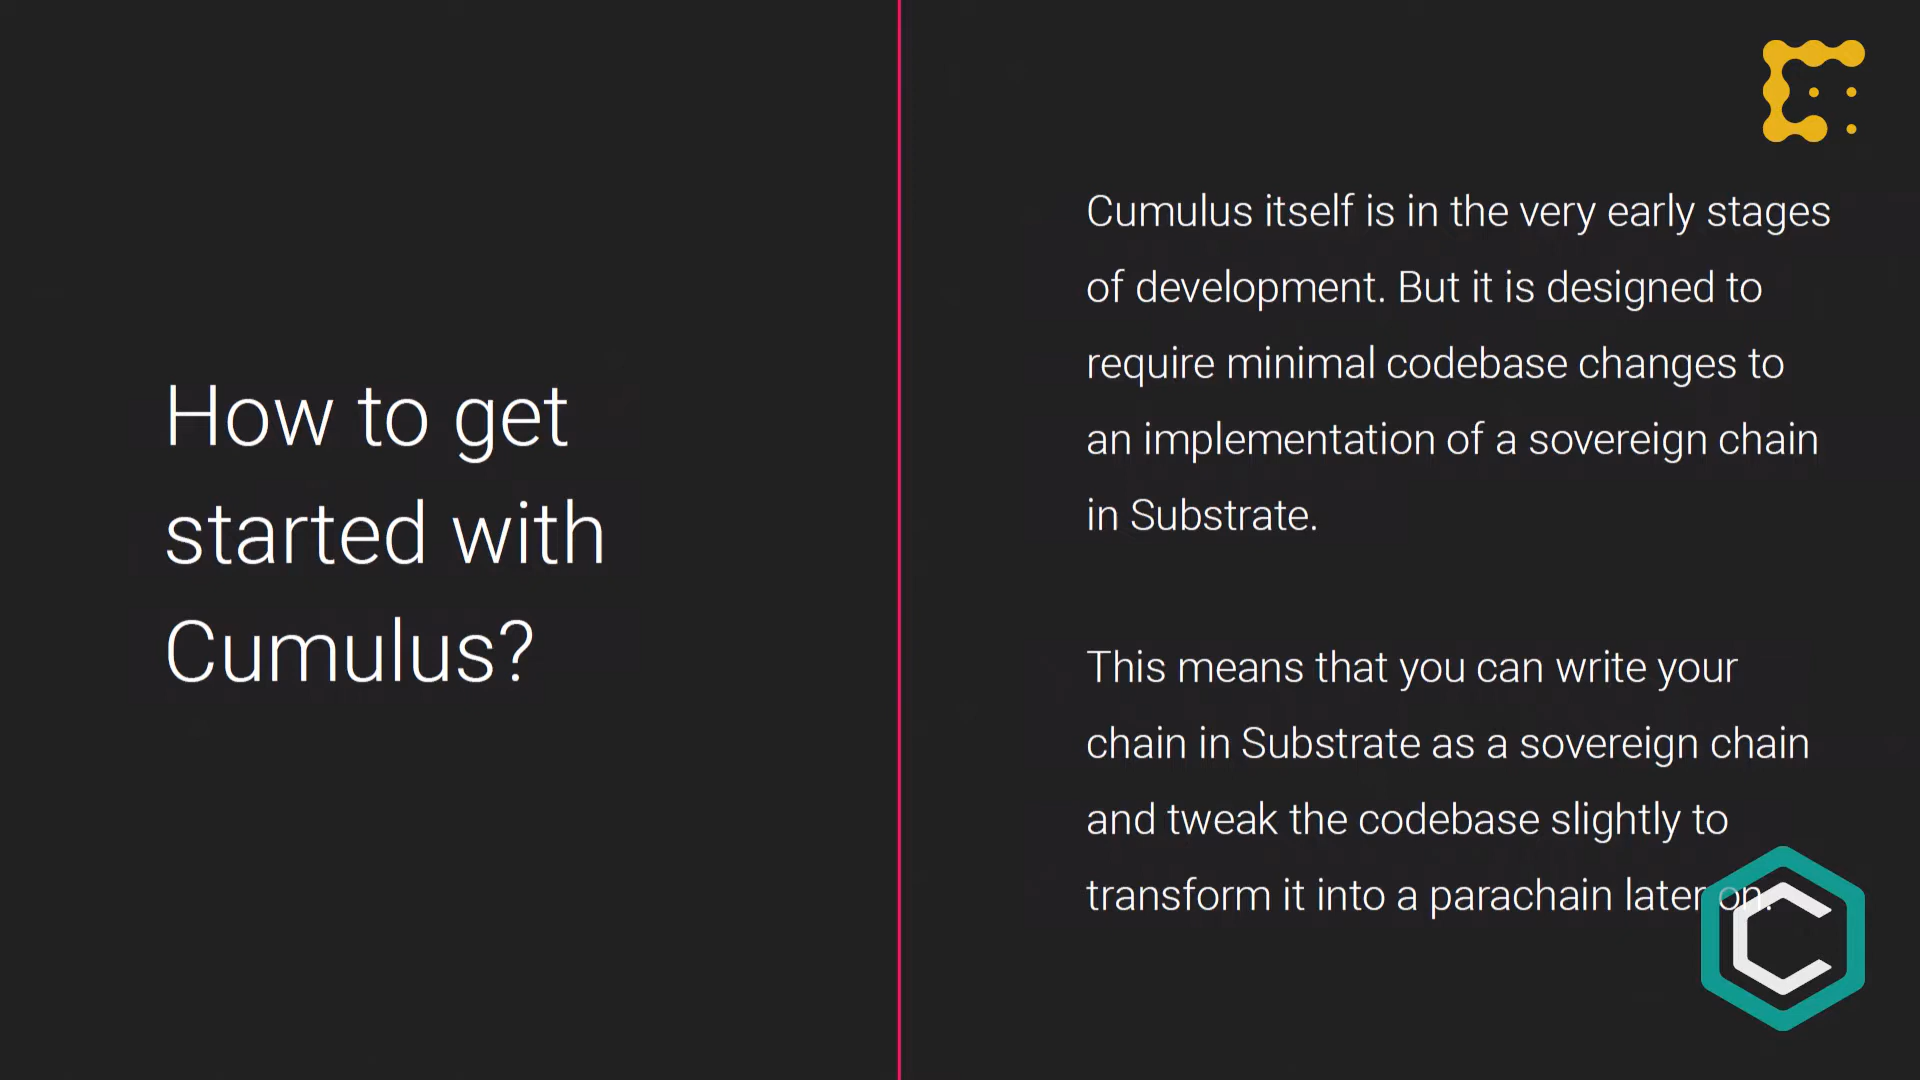 How to get
started with
Cumulus?
Cumulus itself is in the very early stages
of development. But it is designed to
require minimal codebase changes to
an implementation of a sovereign chain
in Substrate.
This means that you can write your
chain in Substrate as a sovereign chain
and tweak the codebase slightly to
transform it into a parachain later on.